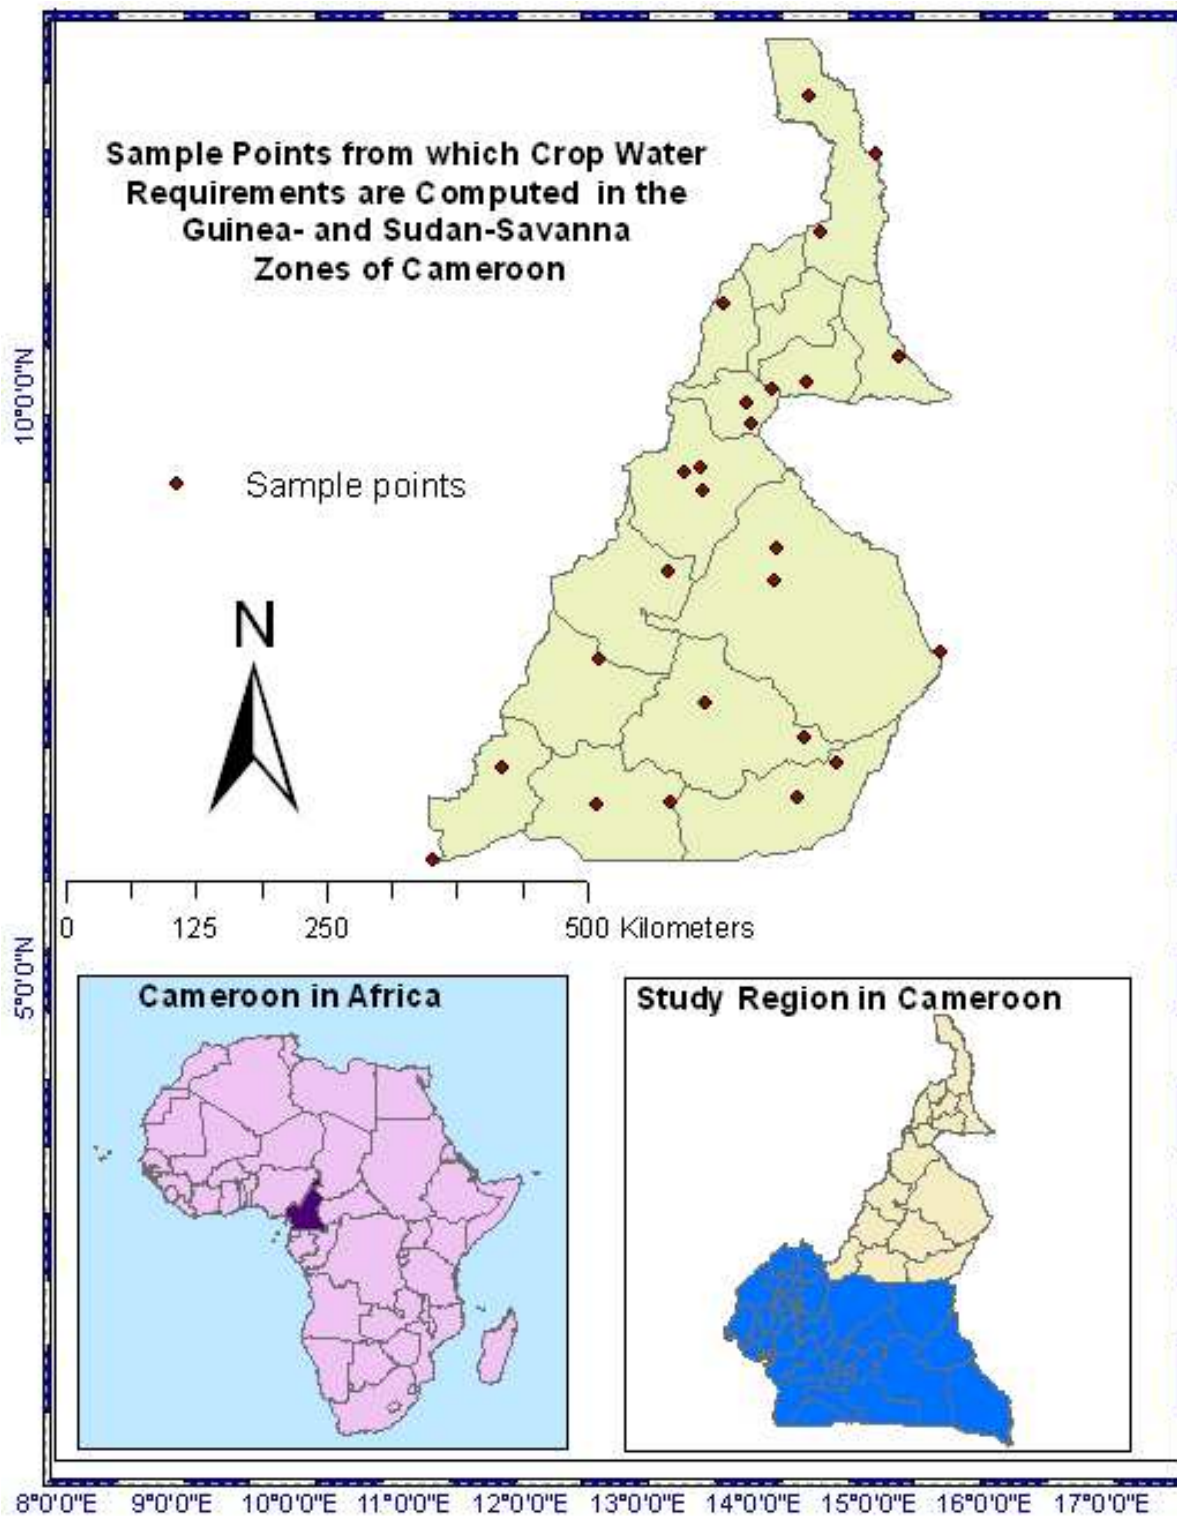 Sample Points from which Crop Water
Requirements are Computed in the
Guinea- and Sudan-Savanna
Zones of Cameroon
10°0'0"N
Sample points
N
0 125 250 500 Kilometers
5°0'0"N
Cameroon in Africa
Study Region in Cameroon
8°0'0"E 9°0'0"E 10°0'0"E 11°0'0"E 12°0'0"E 13°0'0"E 14°0'0"E 15°0'0"E 16°0'0"E 17°0'0"E